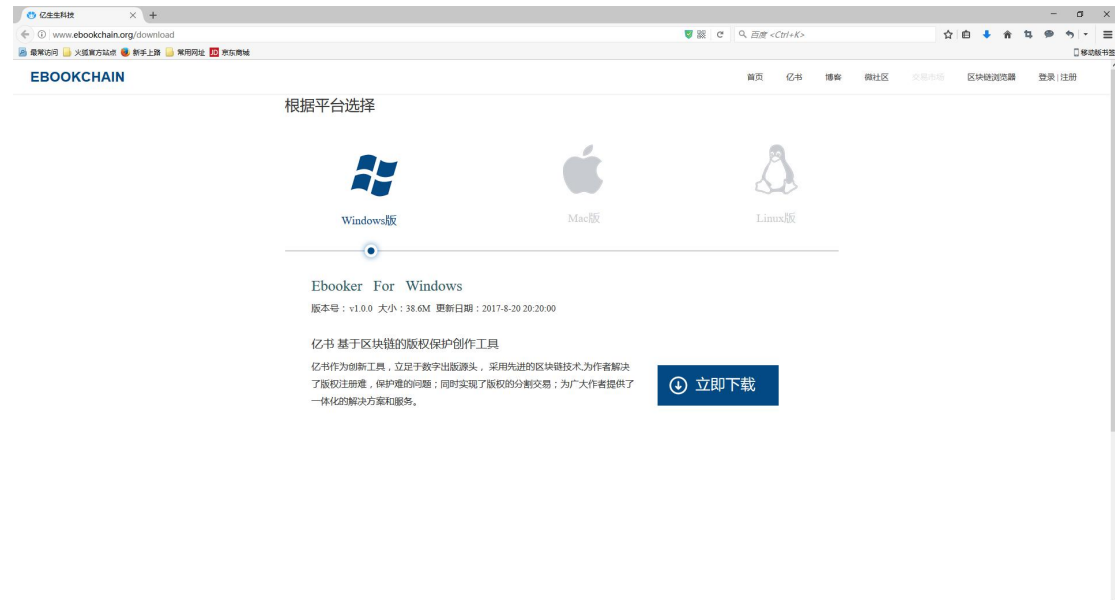 亿生生科技
www.ebookchain.org/download
百度 <Ctrl+K>
最常访问 火狐官方站点 新手上路 常用网址 JD 京东商城
移动版书签
EBOOKCHAIN
首页 亿书 博客 微社区 交易市场 区块链浏览器 登录 | 注册
根据平台选择
Windows版 Mac版 Linux版
Ebooker For Windows
版本号：v1.0.0 大小：38.6M 更新日期：2017-8-20 20:20:00
亿书 基于区块链的版权保护创作工具
亿书作为创新工具，立足于数字出版源头， 采用先进的区块链技术,为作者解决
了版权注册难，保护难的问题；同时实现了版权的分割交易；为广大作者提供了
一体化的解决方案和服务。
立即下载